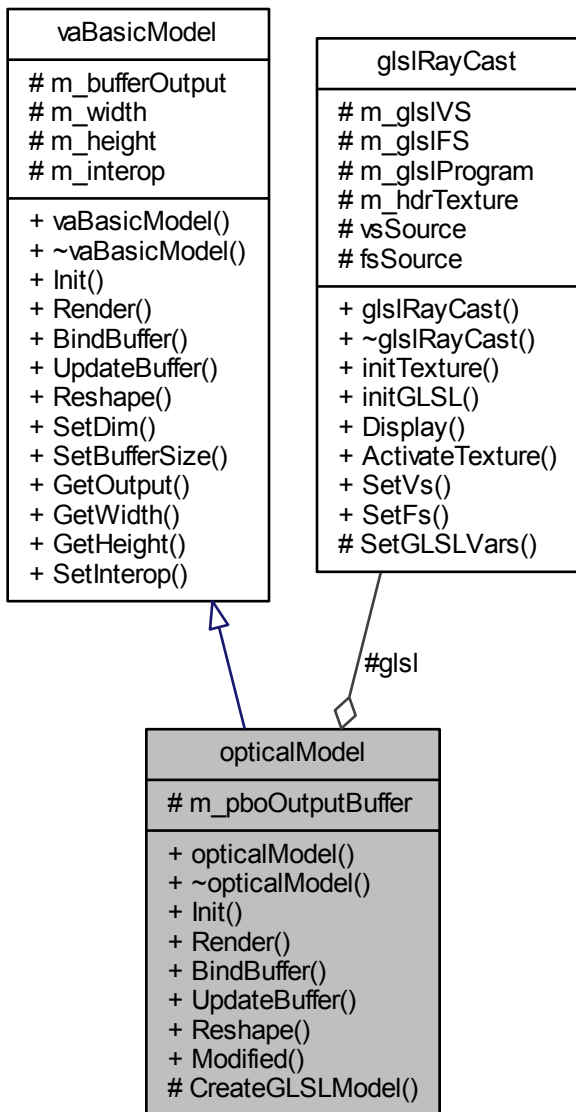 vaBasicModel
# m_bufferOutput
# m_width
# m_height
# m_interop
+ vaBasicModel()
+ ~vaBasicModel()
+ Init()
+ Render()
+ BindBuffer()
+ UpdateBuffer()
+ Reshape()
+ SetDim()
+ SetBufferSize()
+ GetOutput()
+ GetWidth()
+ GetHeight()
+ SetInterop()
glslRayCast
# m_glslVS
# m_glslFS
# m_glslProgram
# m_hdrTexture
# vsSource
# fsSource
+ glslRayCast()
+ ~glslRayCast()
+ initTexture()
+ initGLSL()
+ Display()
+ ActivateTexture()
+ SetVs()
+ SetFs()
# SetGLSLVars()
#glsl
opticalModel
# m_pboOutputBuffer
+ opticalModel()
+ ~opticalModel()
+ Init()
+ Render()
+ BindBuffer()
+ UpdateBuffer()
+ Reshape()
+ Modified()
# CreateGLSLModel()